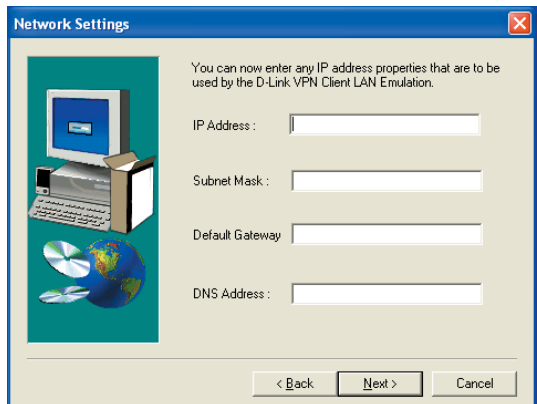 Network Settings
You can now enter any IP address properties that are to be
used by the D-Link VPN Client LAN Emulation.
IP Address :
Subnet Mask :
Default Gateway
DNS Address :
< Back Next > Cancel